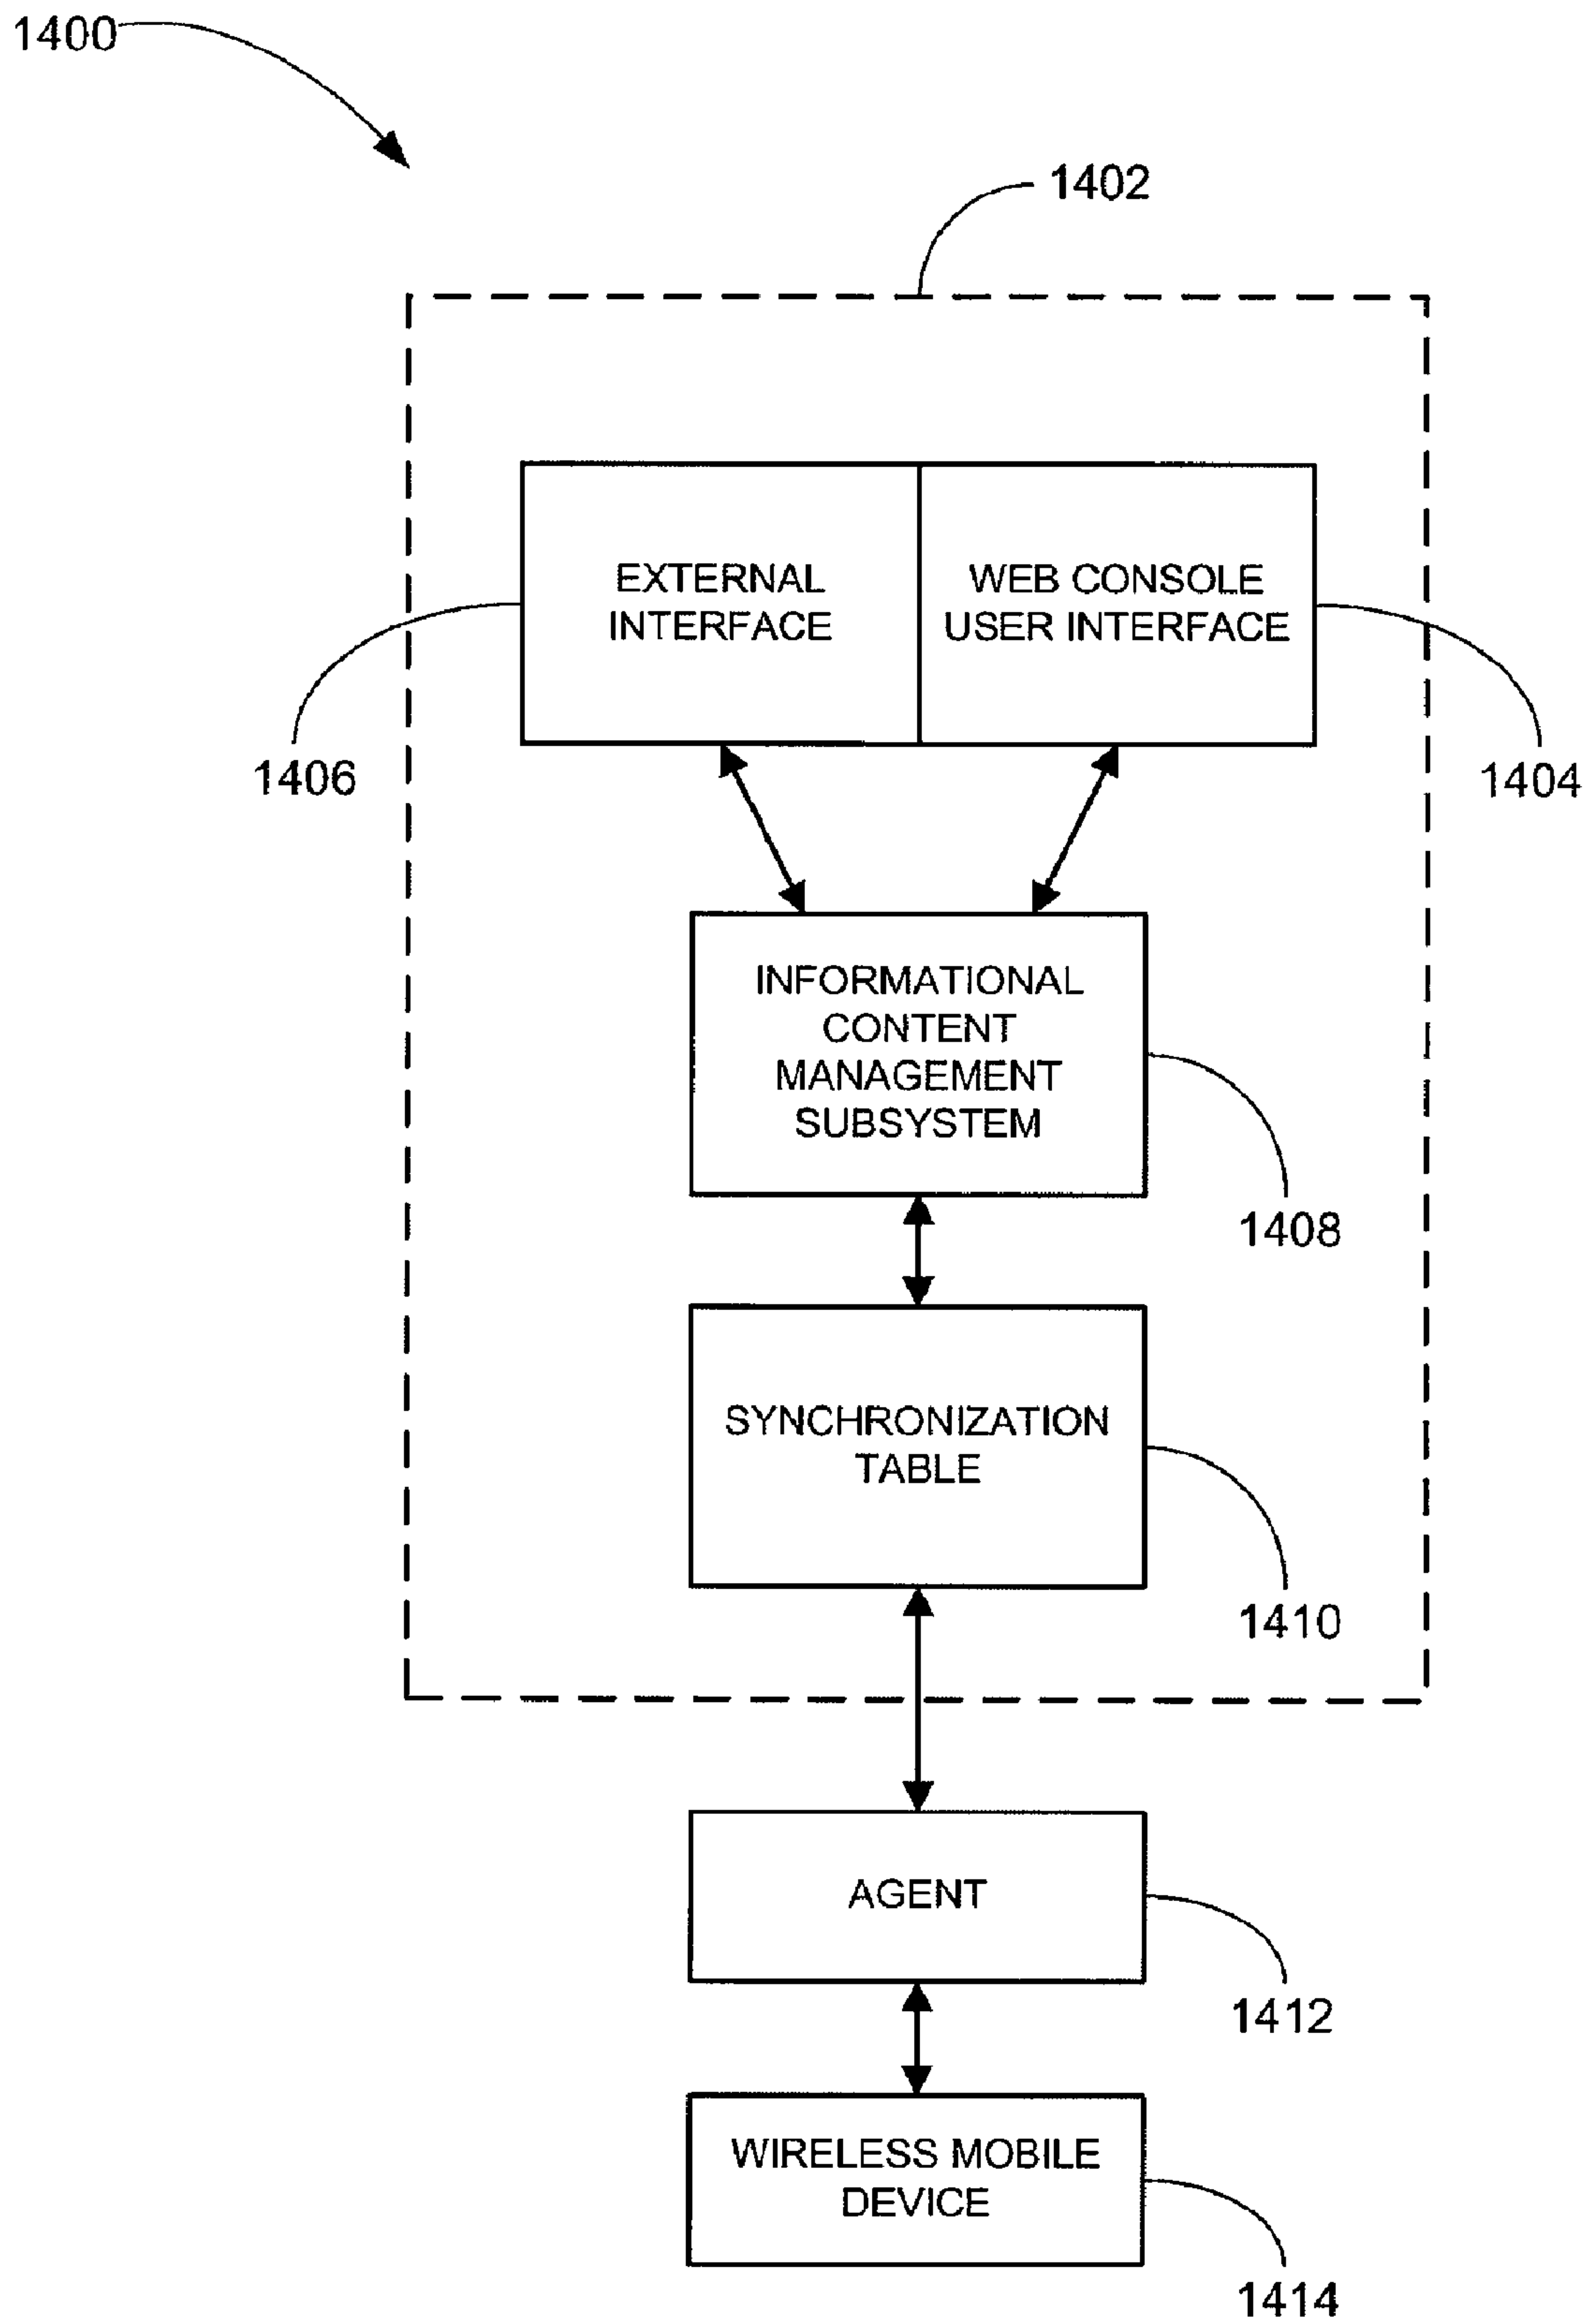 1400
1402
EXTERNAL
INTERFACE
WEB CONSOLE
USER INTERFACE
1406
1404
INFORMATIONAL
CONTENT
MANAGEMENT
SUBSYSTEM
1408
SYNCHRONIZATION
TABLE
1410
AGENT
1412
WIRELESS MOBILE
DEVICE
1414